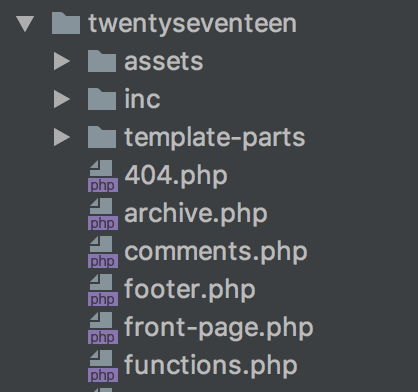 twentyseventeen
assets
inc
template-parts
php 404.php
php archive.php
php comments.php
php footer.php
php front-page.php
php functions.php